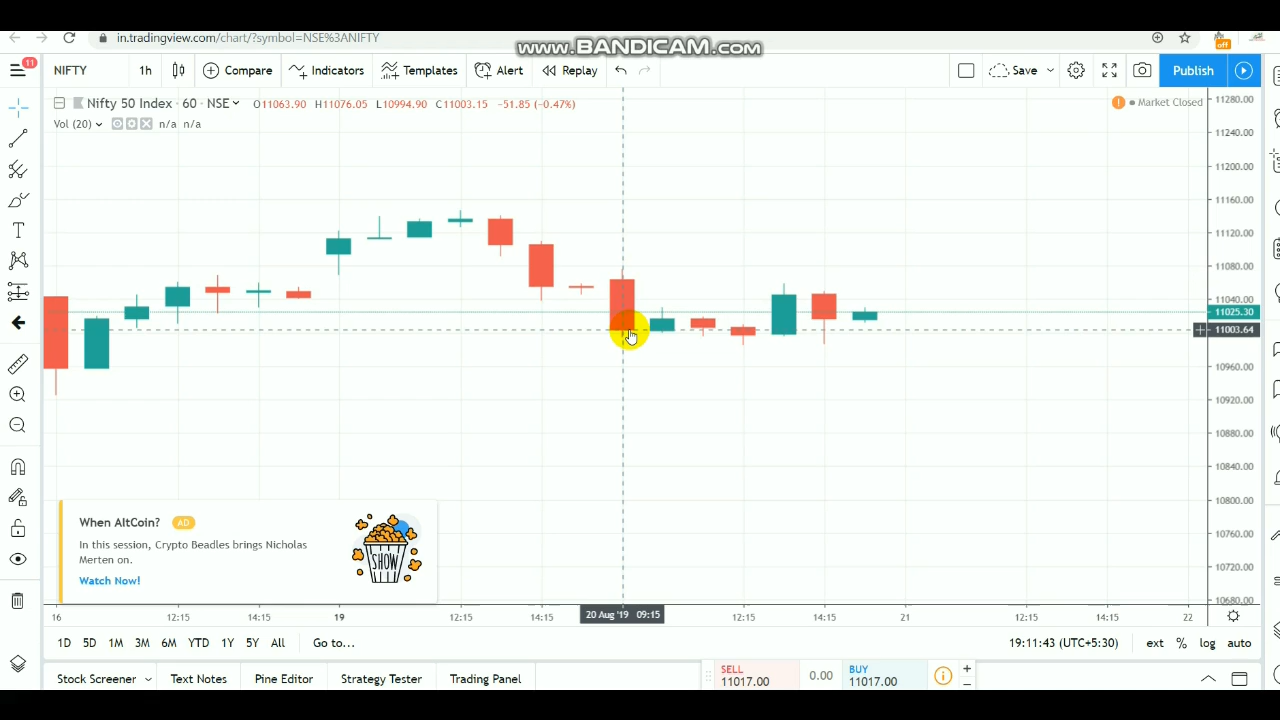 in.tradingview.com/chart/?symbol=NSE%3ANIFTY
www.BANDICAM.com
off
11
NIFTY 1h Compare Indicators Templates Alert Replay Save Publish
Nifty 50 Index · 60 · NSE O11063.90 H11076.05 L10994.90 C11003.15 −51.85 (−0.47%)
Market Closed
Vol (20) n/a n/a
11280.00
11240.00
11200.00
11160.00
11120.00
11080.00
11040.00
11025.30
11003.64
10960.00
10920.00
10880.00
10840.00
10800.00
10760.00
10720.00
10680.00
When AltCoin? AD
In this session, Crypto Beadles brings Nicholas
Merten on.
Watch Now!
SHOW
16 12:15 14:15 19 12:15 14:15 20 Aug '19 09:15 12:15 14:15 21 12:15 14:15 22
1D 5D 1M 3M 6M YTD 1Y 5Y All Go to... 19:11:43 (UTC+5:30) ext % log auto
Stock Screener Text Notes Pine Editor Strategy Tester Trading Panel
SELL
11017.00
0.00
BUY
11017.00